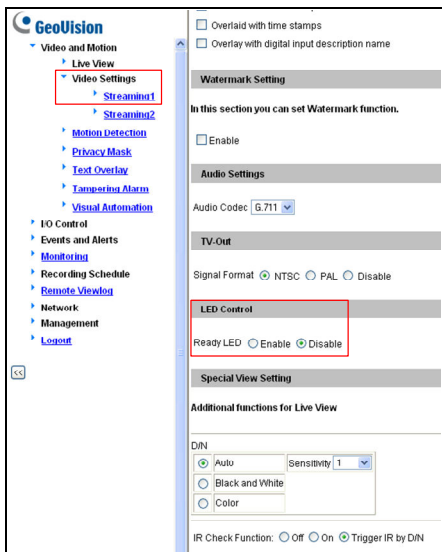 GeoVision
Video and Motion
Live View
Video Settings
Streaming1
Streaming2
Motion Detection
Privacy Mask
Text Overlay
Tampering Alarm
Visual Automation
I/O Control
Events and Alerts
Monitoring
Recording Schedule
Remote Viewlog
Network
Management
Logout
<<
Overlaid with time stamps
Overlay with digital input description name
Watermark Setting
In this section you can set Watermark function.
Enable
Audio Settings
Audio Codec G.711
TV-Out
Signal Format NTSC PAL Disable
LED Control
Ready LED Enable Disable
Special View Setting
Additional functions for Live View
D/N
Auto Sensitivity 1
Black and White
Color
IR Check Function: Off On Trigger IR by D/N